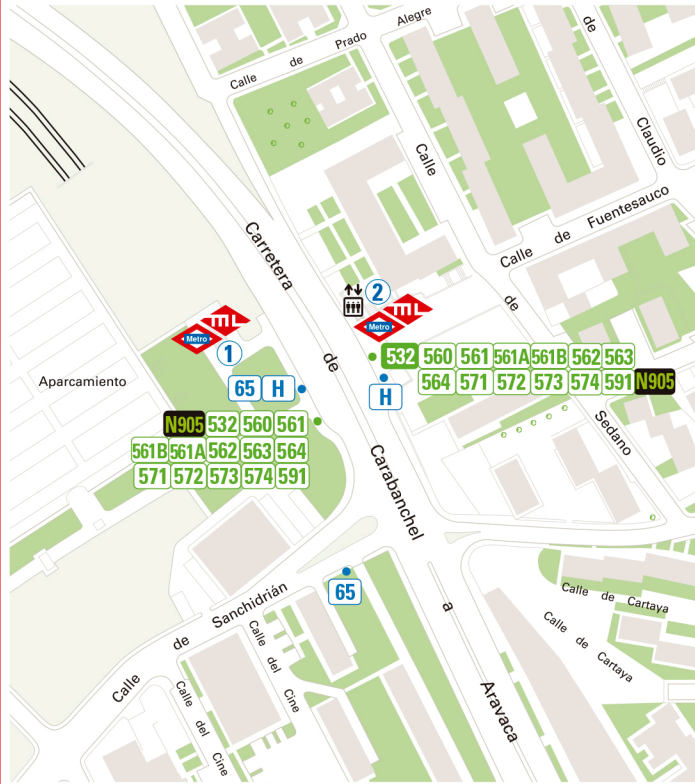 Calle de Prado Alegre
de
Claudio
Calle
Calle de Fuentesauco
Carretera
2
ML
Metro
ML
Metro
1
de
de
532 560 561 561A 561B 562 563
564 571 572 573 574 591 N905
Aparcamiento
65 H
H
N905 532 560 561
561B 561A 562 563 564
571 572 573 574 591
Sedano
Carabanchel
65
Calle de Sanchidrián
a
Calle de Cartaya
Calle de Cartaya
Calle del Cine
Calle del Cine
Aravaca